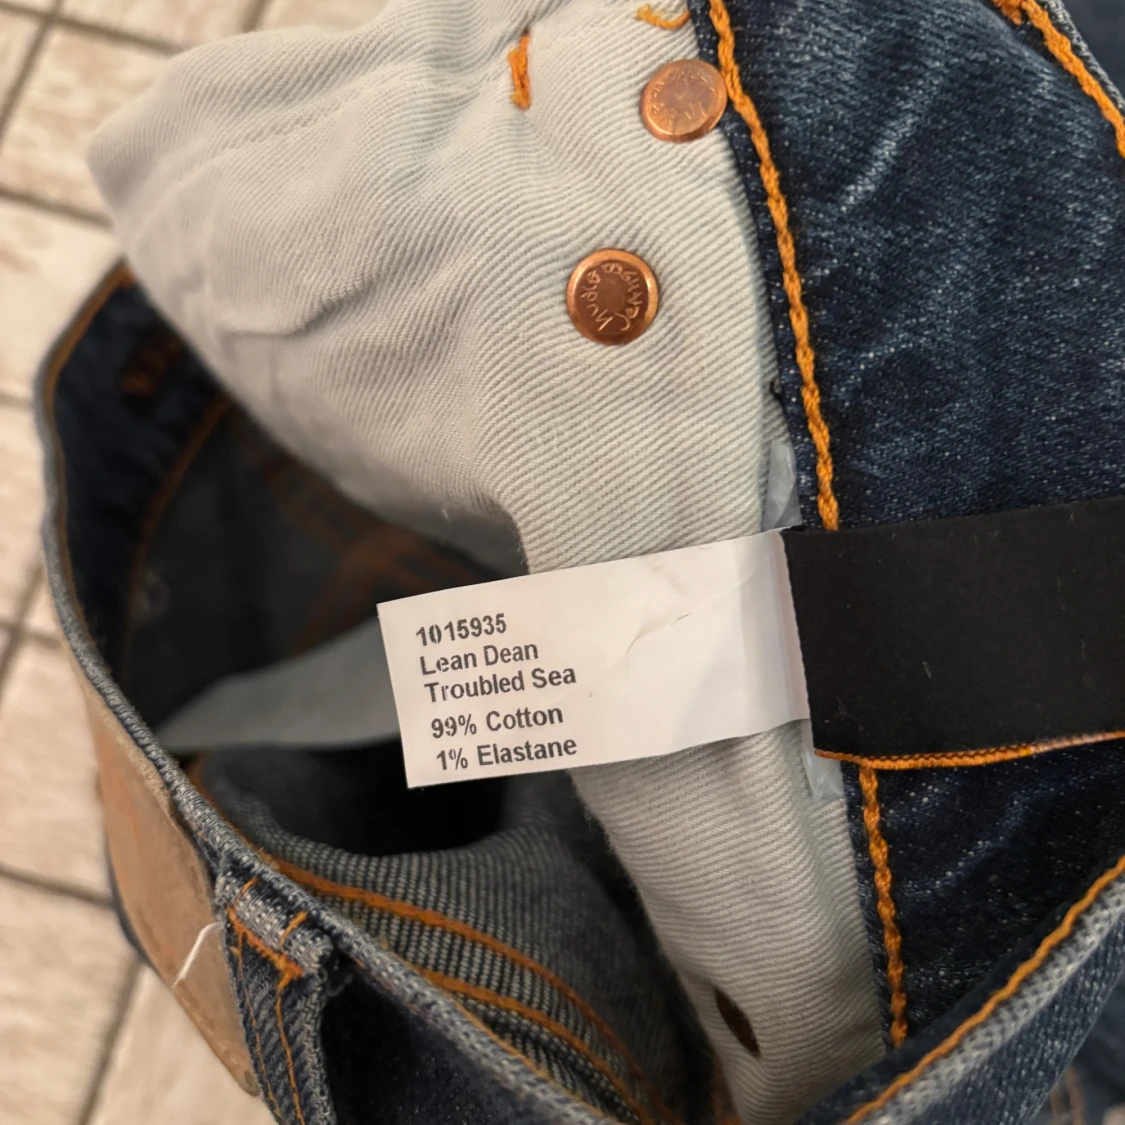 1015935
Lean Dean
Troubled Sea
99% Cotton
1% Elastane